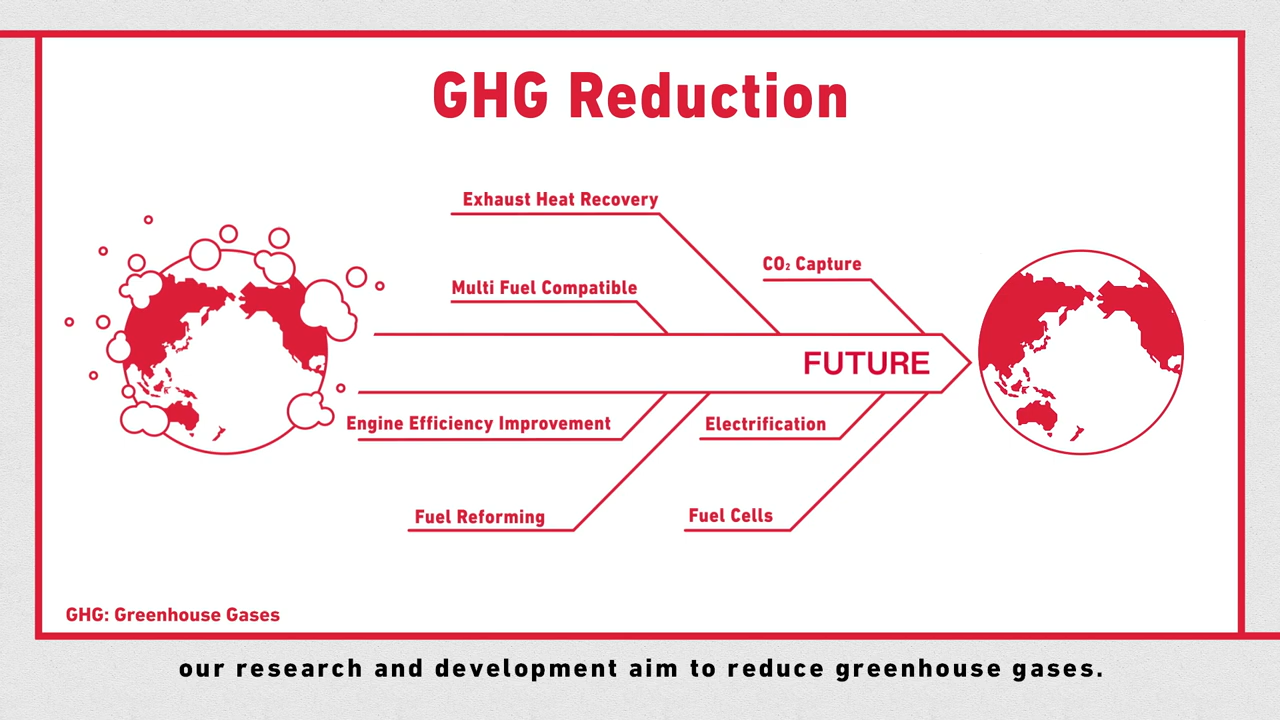 GHG Reduction
Exhaust Heat Recovery
CO₂ Capture
Multi Fuel Compatible
FUTURE
Engine Efficiency Improvement
Electrification
Fuel Reforming
Fuel Cells
GHG: Greenhouse Gases
our research and development aim to reduce greenhouse gases.